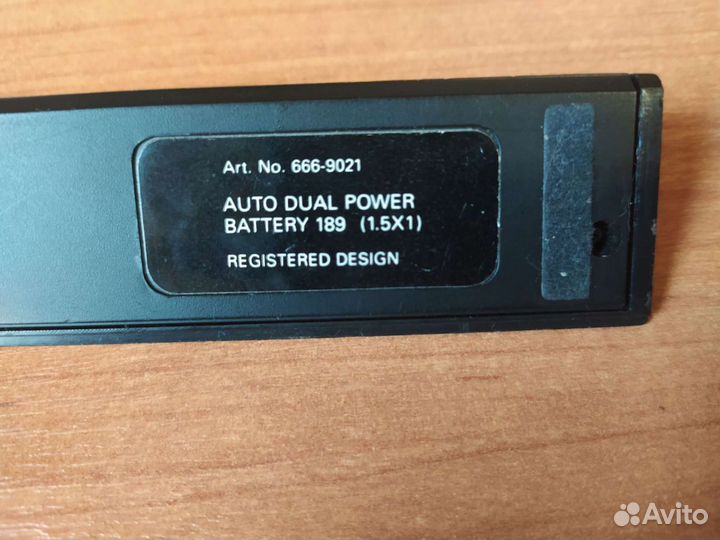 Art. No. 666-9021
AUTO DUAL POWER
BATTERY 189 (1.5X1)
REGISTERED DESIGN
Avito